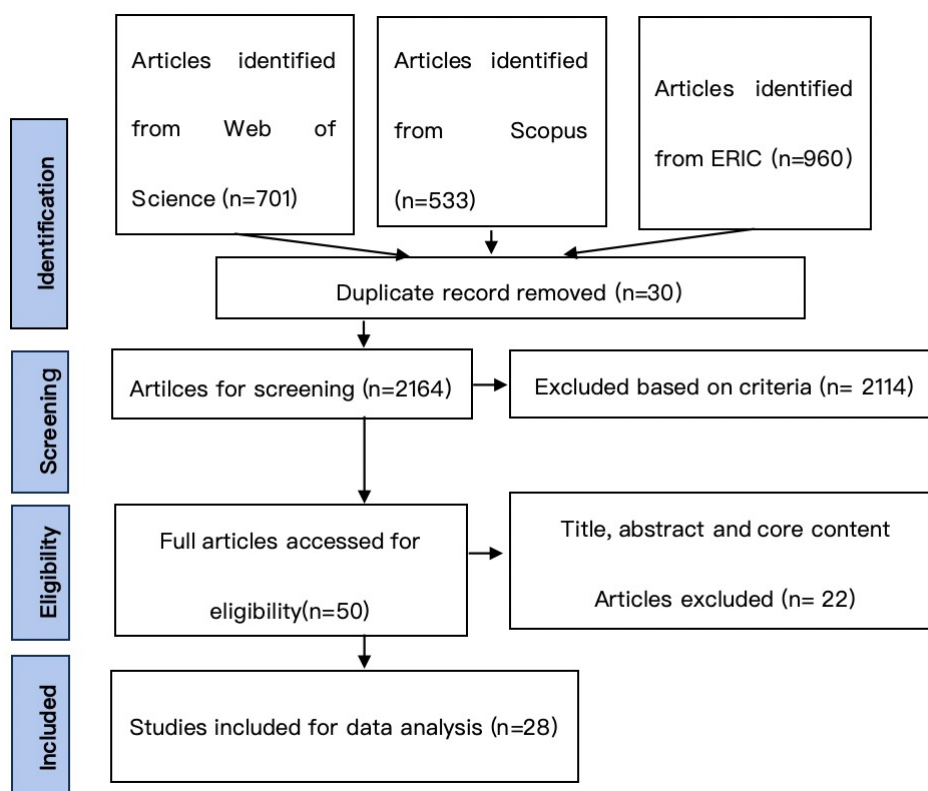 Articles identified
from Web of
Science (n=701)
Articles identified
from Scopus
(n=533)
Articles identified
from ERIC (n=960)
Identification
Duplicate record removed (n=30)
Screening
Artilces for screening (n=2164)
Excluded based on criteria (n= 2114)
Eligibility
Full articles accessed for
eligibility(n=50)
Title, abstract and core content
Articles excluded (n= 22)
Included
Studies included for data analysis (n=28)